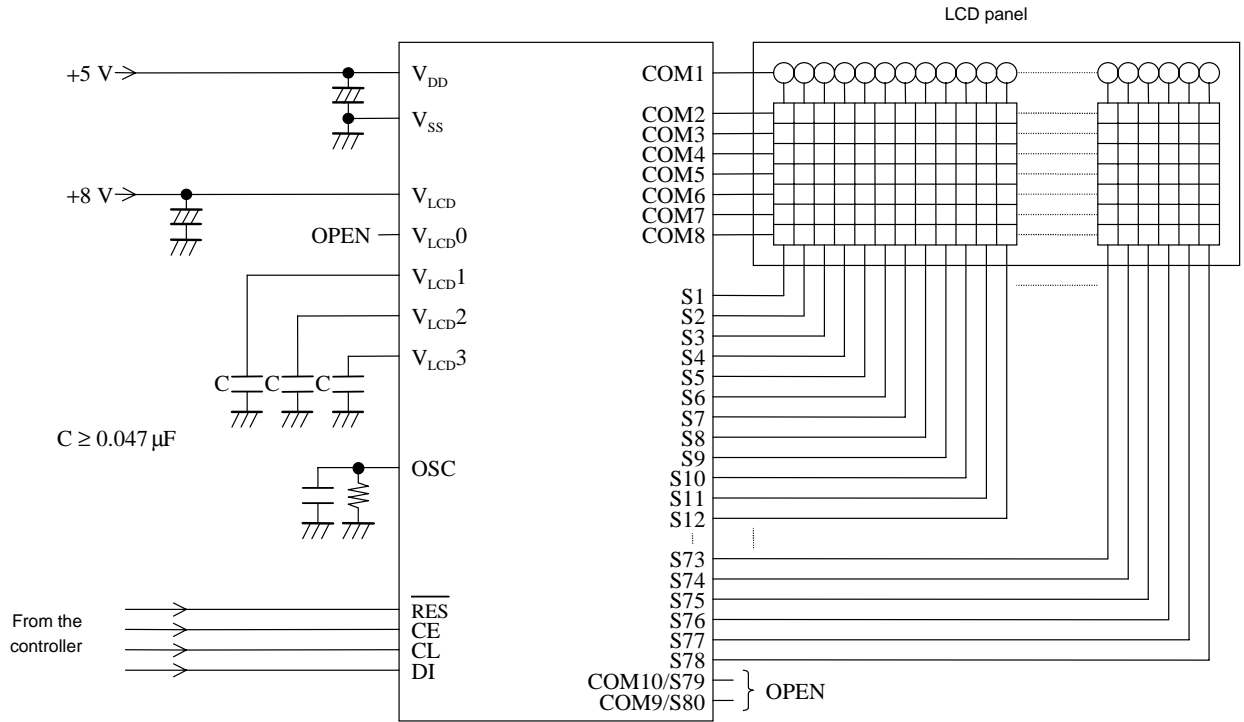 LCD panel
+5 V
VDD
VSS
+8 V
VLCD
OPEN
VLCD0
VLCD1
VLCD2
VLCD3
C
C
C
C ≥ 0.047 μF
OSC
From the
controller
RES
CE
CL
DI
COM1
COM2
COM3
COM4
COM5
COM6
COM7
COM8
S1
S2
S3
S4
S5
S6
S7
S8
S9
S10
S11
S12
S73
S74
S75
S76
S77
S78
COM10/S79
COM9/S80
OPEN